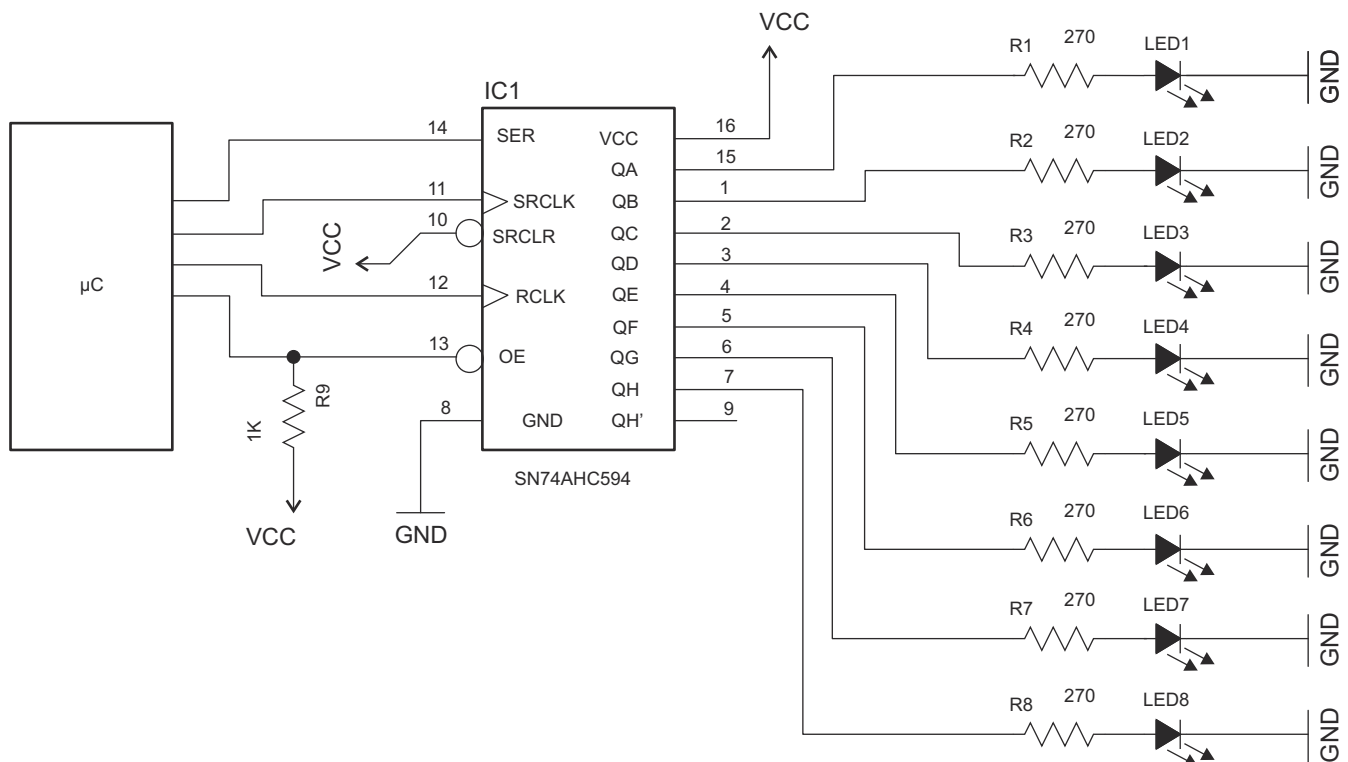 VCC
R1 270 LED1
GND
IC1
14 SER
VCC 16
QA 15
R2 270 LED2
GND
11 SRCLK
QB 1
10 SRCLR
QC 2
VCC
R3 270 LED3
GND
QD 3
µC
12 RCLK
QE 4
QF 5
R4 270 LED4
GND
13 OE
QG 6
QH 7
R9
1K
8 GND
QH’ 9
R5 270 LED5
GND
SN74AHC594
VCC
GND
R6 270 LED6
GND
R7 270 LED7
GND
R8 270 LED8
GND